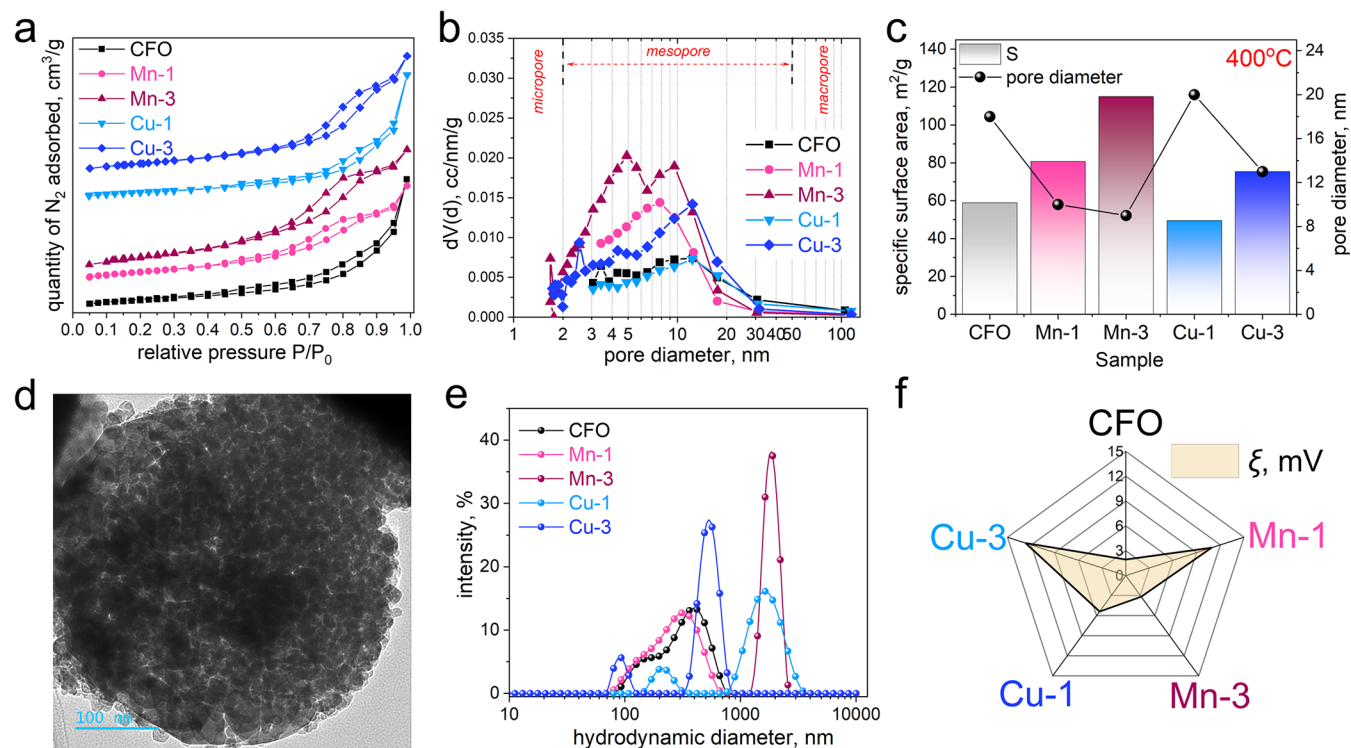 a
CFO
Mn-1
Mn-3
Cu-1
Cu-3
quantity of N₂ adsorbed, cm³/g
0.0 0.1 0.2 0.3 0.4 0.5 0.6 0.7 0.8 0.9 1.0
relative pressure P/P₀
b
0.035
0.030
0.025
0.020
0.015
0.010
0.005
0.000
micropore
mesopore
macropore
CFO
Mn-1
Mn-3
Cu-1
Cu-3
dV(d), cc/nm/g
1 2 3 4 5 10 20 30 4050 100
pore diameter, nm
c
S
pore diameter
400°C
140
120
100
80
60
40
20
0
specific surface area, m²/g
24
20
16
12
8
4
0
pore diameter, nm
CFO Mn-1 Mn-3 Cu-1 Cu-3
Sample
d
100 nm
e
CFO
Mn-1
Mn-3
Cu-1
Cu-3
40
30
20
10
0
intensity, %
10 100 1000 10000
hydrodynamic diameter, nm
f
CFO
ξ, mV
15
12
9
6
3
0
Cu-3
Mn-1
Cu-1
Mn-3